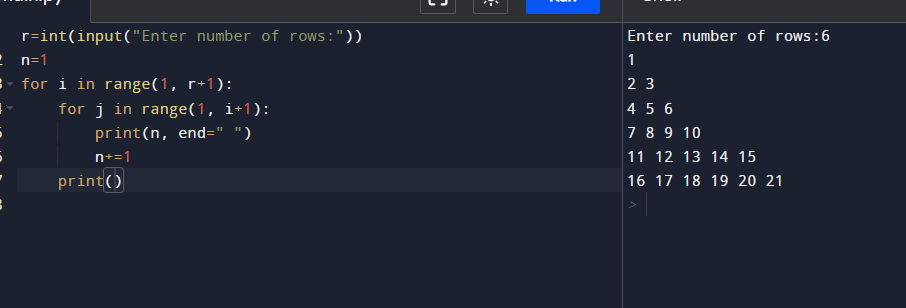 r=int(input("Enter number of rows:"))
n=1
for i in range(1, r+1):
    for j in range(1, i+1):
        print(n, end=" ")
        n+=1
    print()
Enter number of rows:6
1
2 3
4 5 6
7 8 9 10
11 12 13 14 15
16 17 18 19 20 21
>